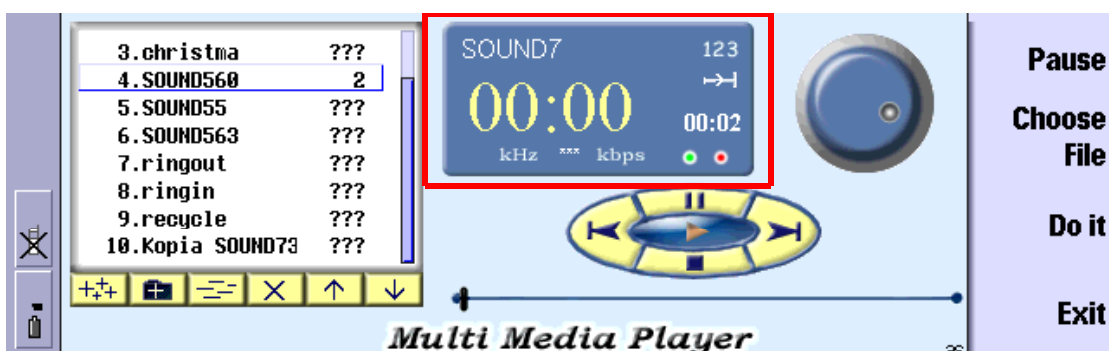 3.christma ???
4.SOUND560 2
5.SOUND55 ???
6.SOUND563 ???
7.ringout ???
8.ringin ???
9.recycle ???
10.Kopia SOUND73 ???
SOUND7 123
00:00 00:02
kHz *** kbps
Multi Media Player
Pause
Choose
File
Do it
Exit